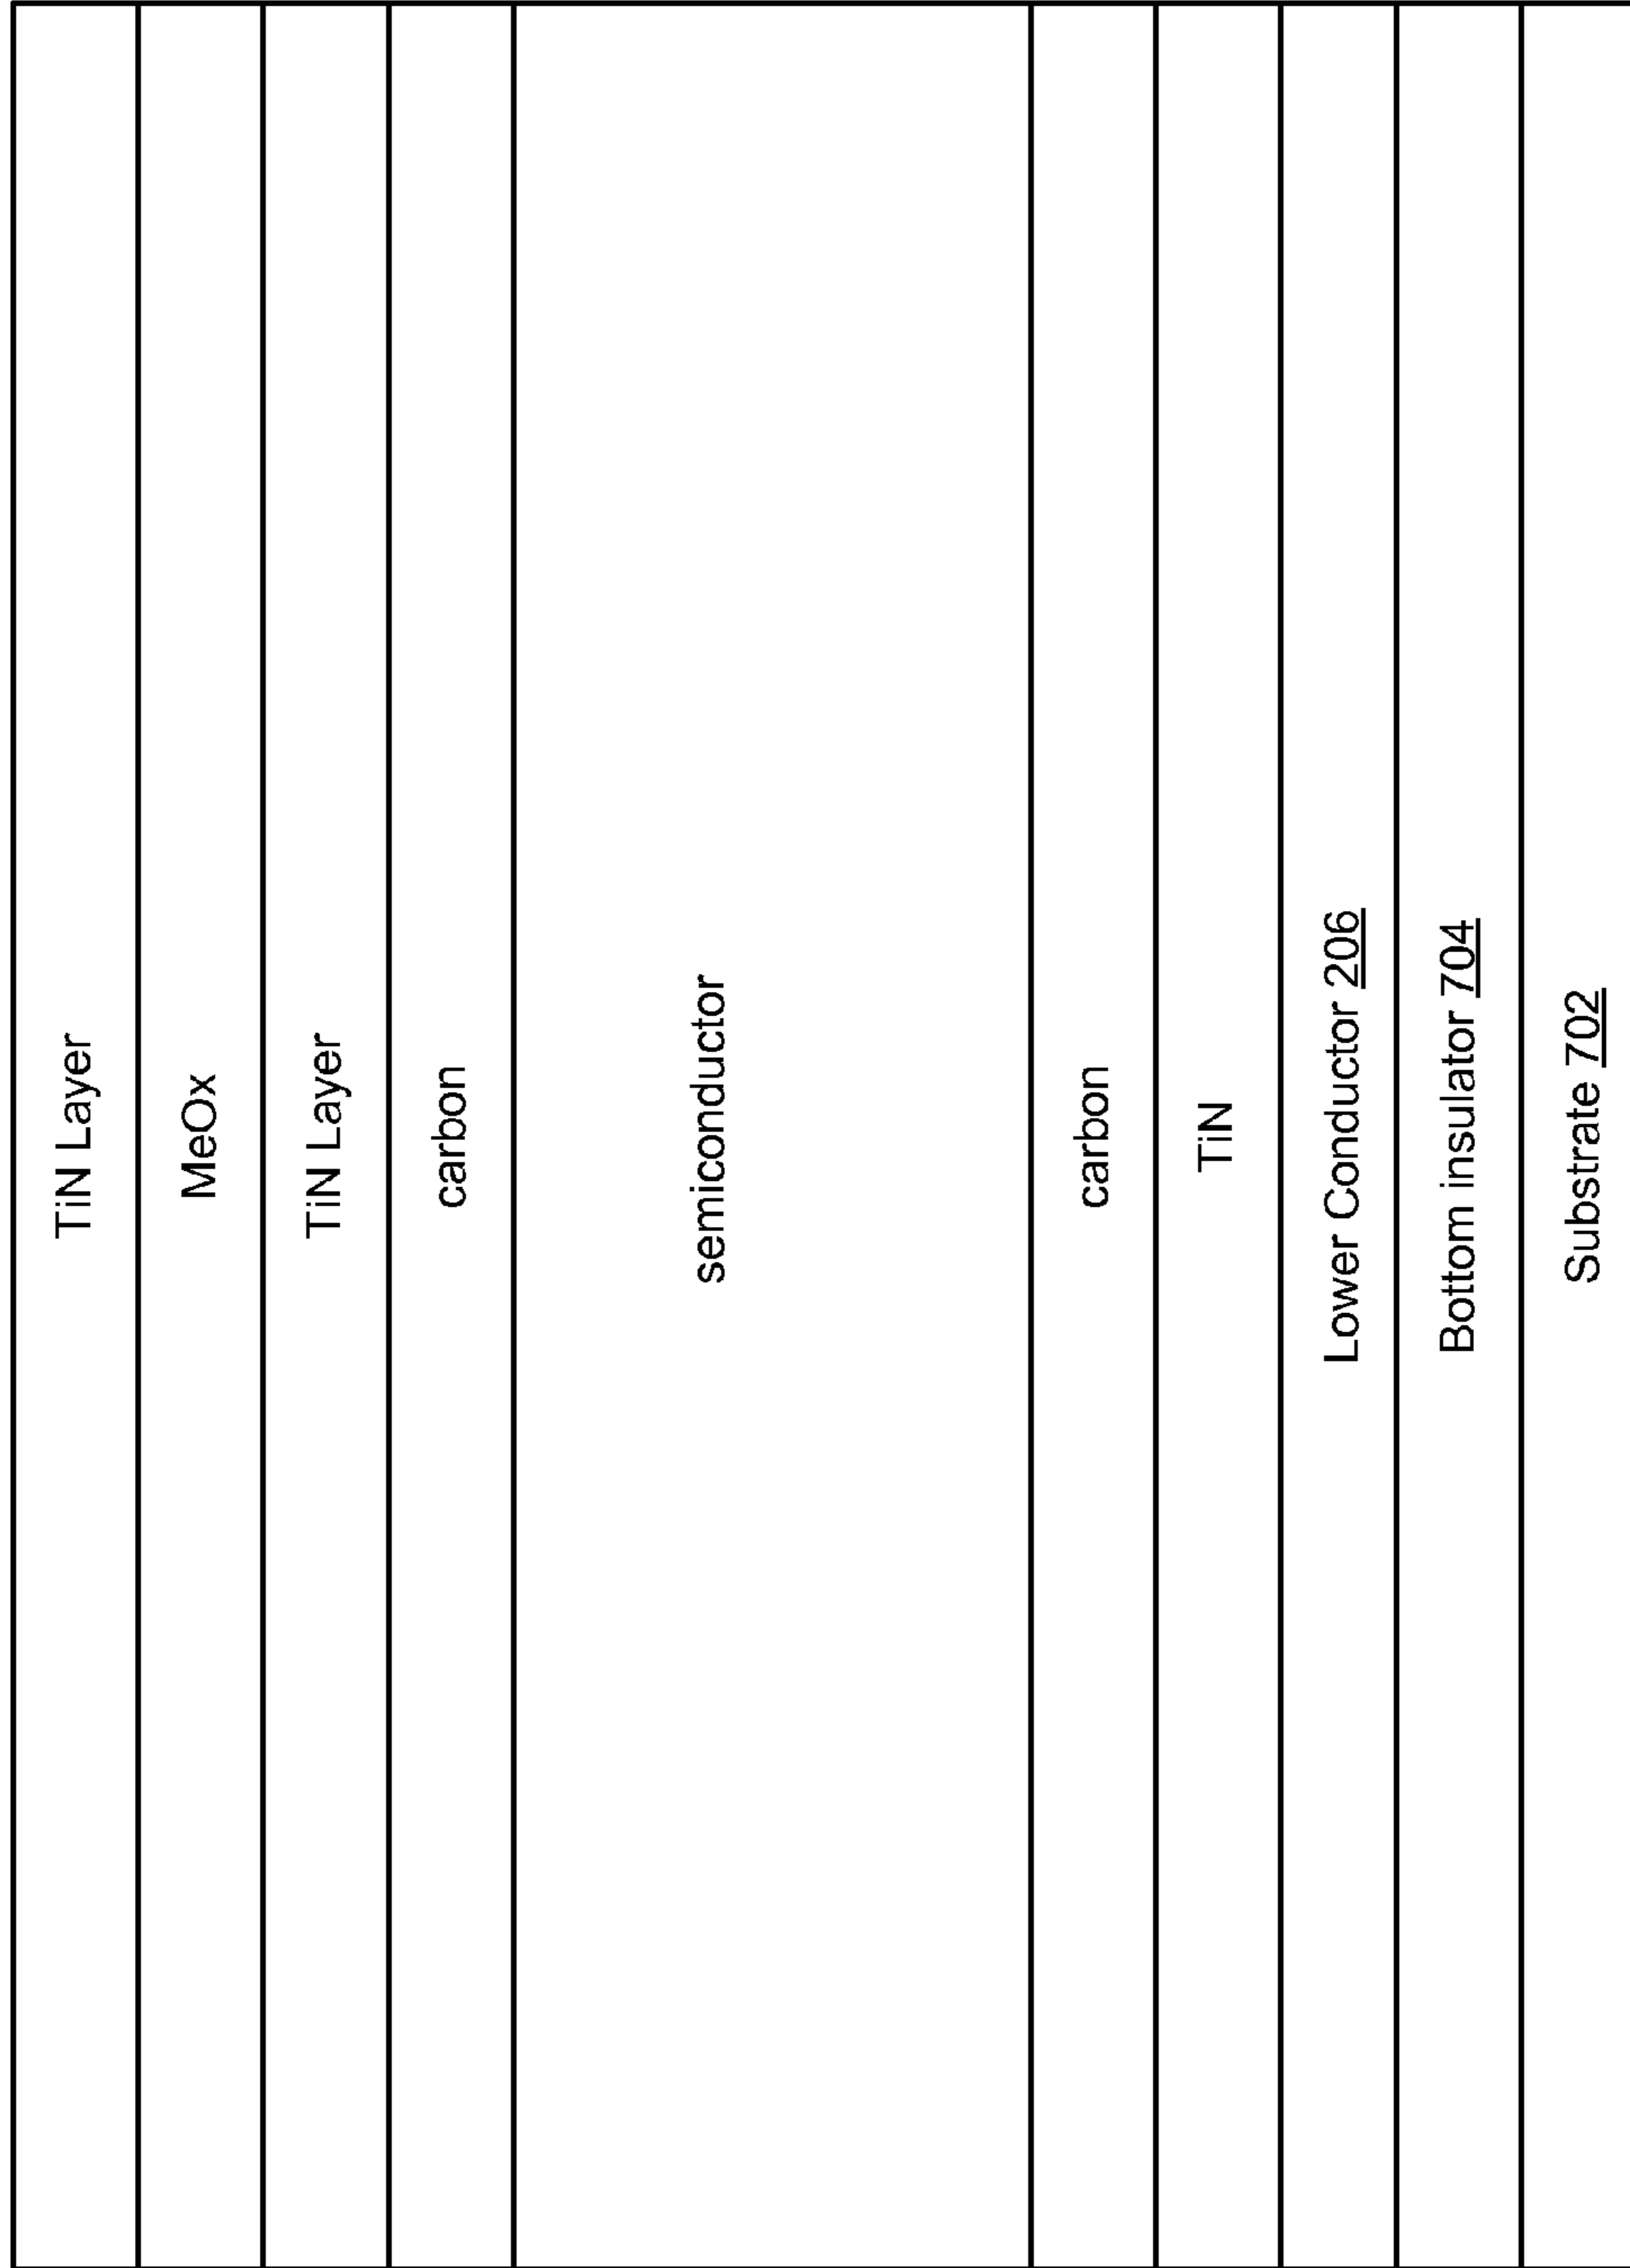 TiN Layer
MeOx
TiN Layer
carbon
semiconductor
carbon
TiN
Lower Conductor 206
Bottom insulator 704
Substrate 702